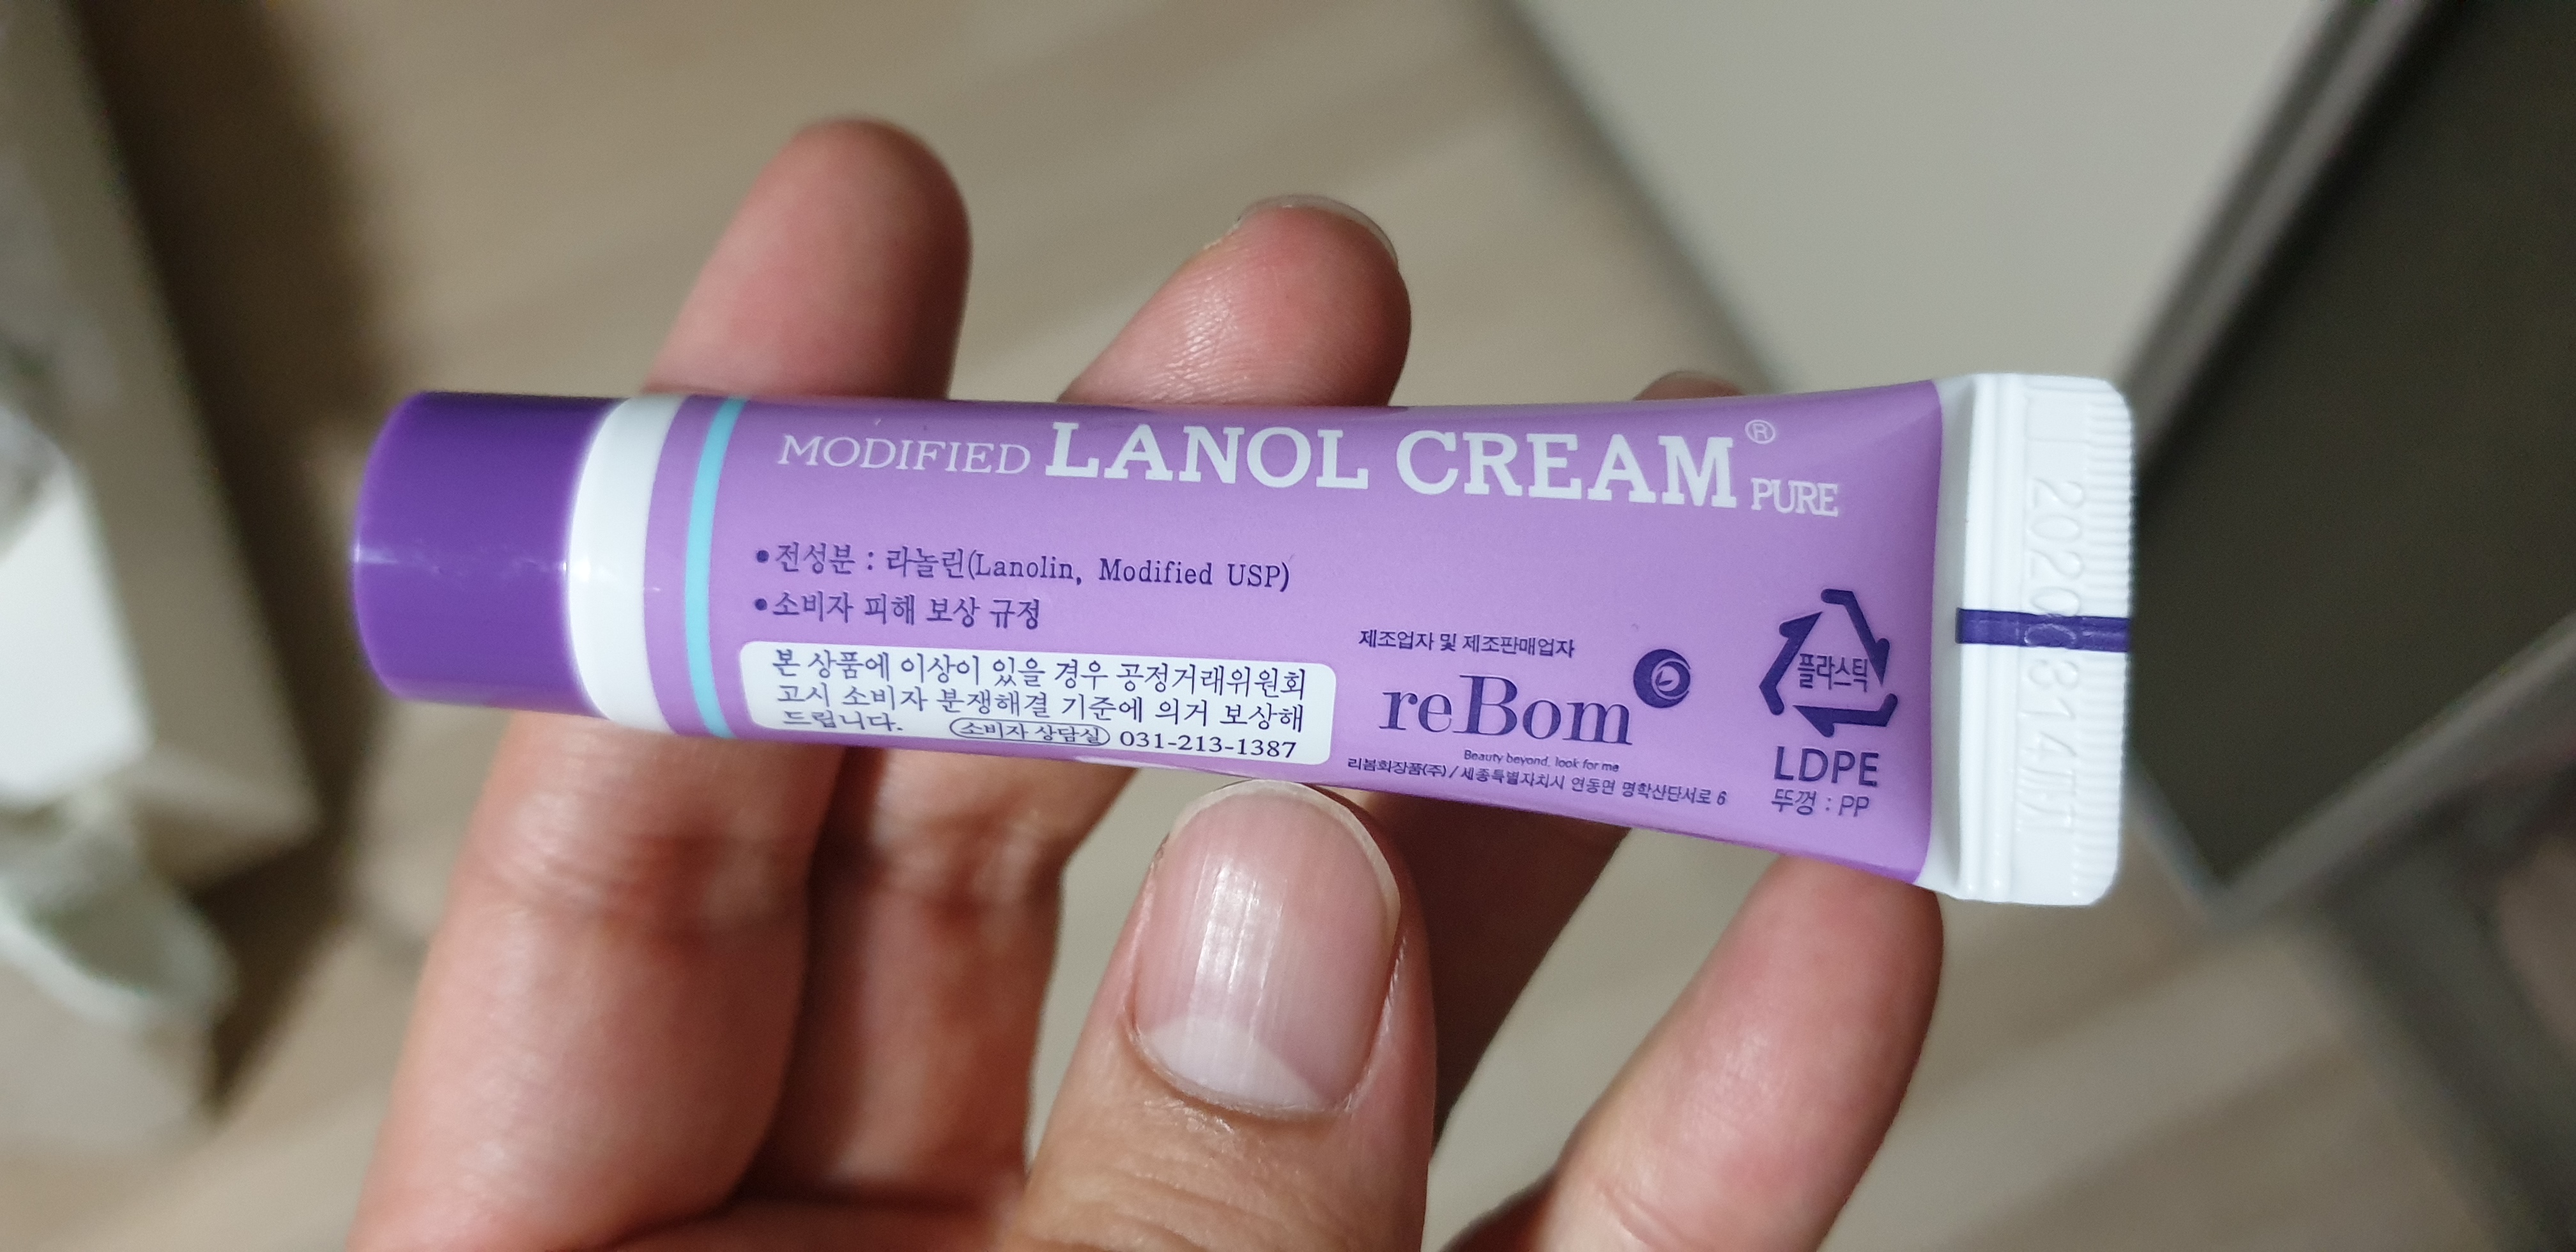 MODIFIED LANOL CREAM® PURE
•전성분 : 라놀린(Lanolin, Modified USP)
•소비자 피해 보상 규정
본 상품에 이상이 있을 경우 공정거래위원회
고시 소비자 분쟁해결 기준에 의거 보상해
드립니다. 소비자 상담실 031-213-1387
제조업자 및 제조판매업자
reBom
Beauty beyond, look for me
리봄화장품(주) / 세종특별자치시 연동면 명학산단서로 6
플라스틱
LDPE
뚜껑 : PP